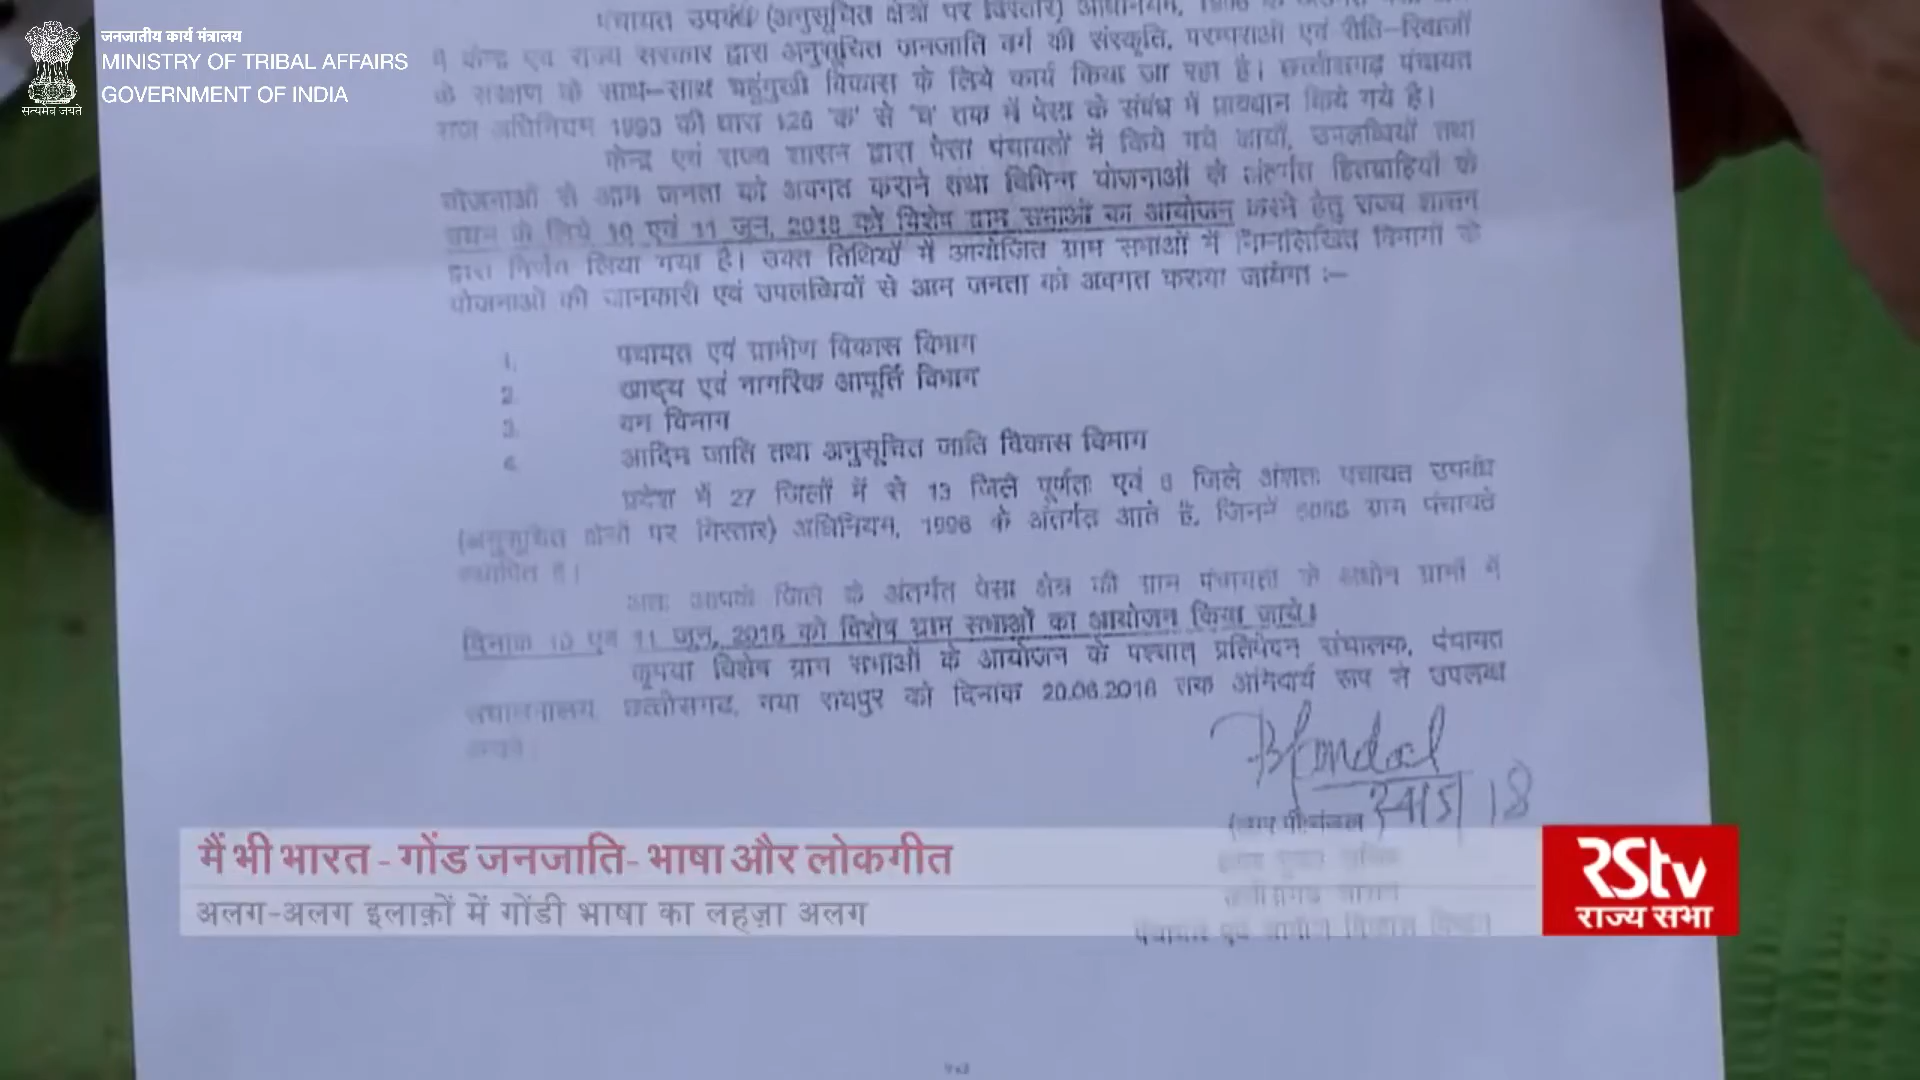 जनजातीय कार्य मंत्रालय
MINISTRY OF TRIBAL AFFAIRS
GOVERNMENT OF INDIA
सत्यमेव जयते
पंचायत उपबंध (अनुसूचित क्षेत्रों पर विस्तार) अधिनियम, 1996 के
में केन्द्र एवं राज्य सरकार द्वारा अनुसूचित जनजाति वर्ग की संस्कृति, परम्पराओं एवं रीति-रिवाजों
के संरक्षण के साथ-साथ चहुंमुखी विकास के लिये कार्य किया जा रहा है। छत्तीसगढ़ पंचायत
राज अधिनियम 1993 की धारा 129 'क' से 'च' तक में पेसा के संबंध में प्रावधान किये गये है।
केन्द्र एवं राज्य शासन द्वारा पेसा पंचायतों में किये गये कार्यो, उपलब्धियों तथा
योजनाओं से आम जनता को अवगत कराने तथा विभिन्न योजनाओं के अंतर्गत हितग्राहियों के
चयन के लिये 10 एवं 11 जून, 2018 को विशेष ग्राम सभाओं का आयोजन करने हेतु राज्य शासन
द्वारा निर्णय लिया गया है। उक्त तिथियों में आयोजित ग्राम सभाओं में निम्नलिखित विभागों के
योजनाओं की जानकारी एवं उपलब्धियों से आम जनता को अवगत कराया जायेगा :-
1. पंचायत एवं ग्रामीण विकास विभाग
2. खाद्य एवं नागरिक आपूर्ति विभाग
3. वन विभाग
4. आदिम जाति तथा अनुसूचित जाति विकास विभाग
प्रदेश में 27 जिलों में से 13 जिले पूर्णतः एवं 6 जिले अंशतः पंचायत उपबंध
(अनुसूचित क्षेत्रों पर विस्तार) अधिनियम, 1996 के अंतर्गत आते है, जिनमें ग्राम पंचायतें
स्थापित है।
अतः आपके जिले के अंतर्गत पेसा क्षेत्र की ग्राम पंचायतों के अधीन ग्रामों में
दिनांक 10 एवं 11 जून, 2018 को विशेष ग्राम सभाओं का आयोजन किया जाये।
कृपया विशेष ग्राम सभाओं के आयोजन के पश्चात् प्रतिवेदन संचालक, पंचायत
संचालनालय, छत्तीसगढ़, नया रायपुर को दिनांक 20.06.2018 तक अनिवार्य रूप से उपलब्ध
मैं भी भारत - गोंड जनजाति- भाषा और लोकगीत
अलग-अलग इलाक़ों में गोंडी भाषा का लहज़ा अलग
RStv
राज्य सभा
छत्तीसगढ़ शासन
पंचायत एवं ग्रामीण विकास विभाग